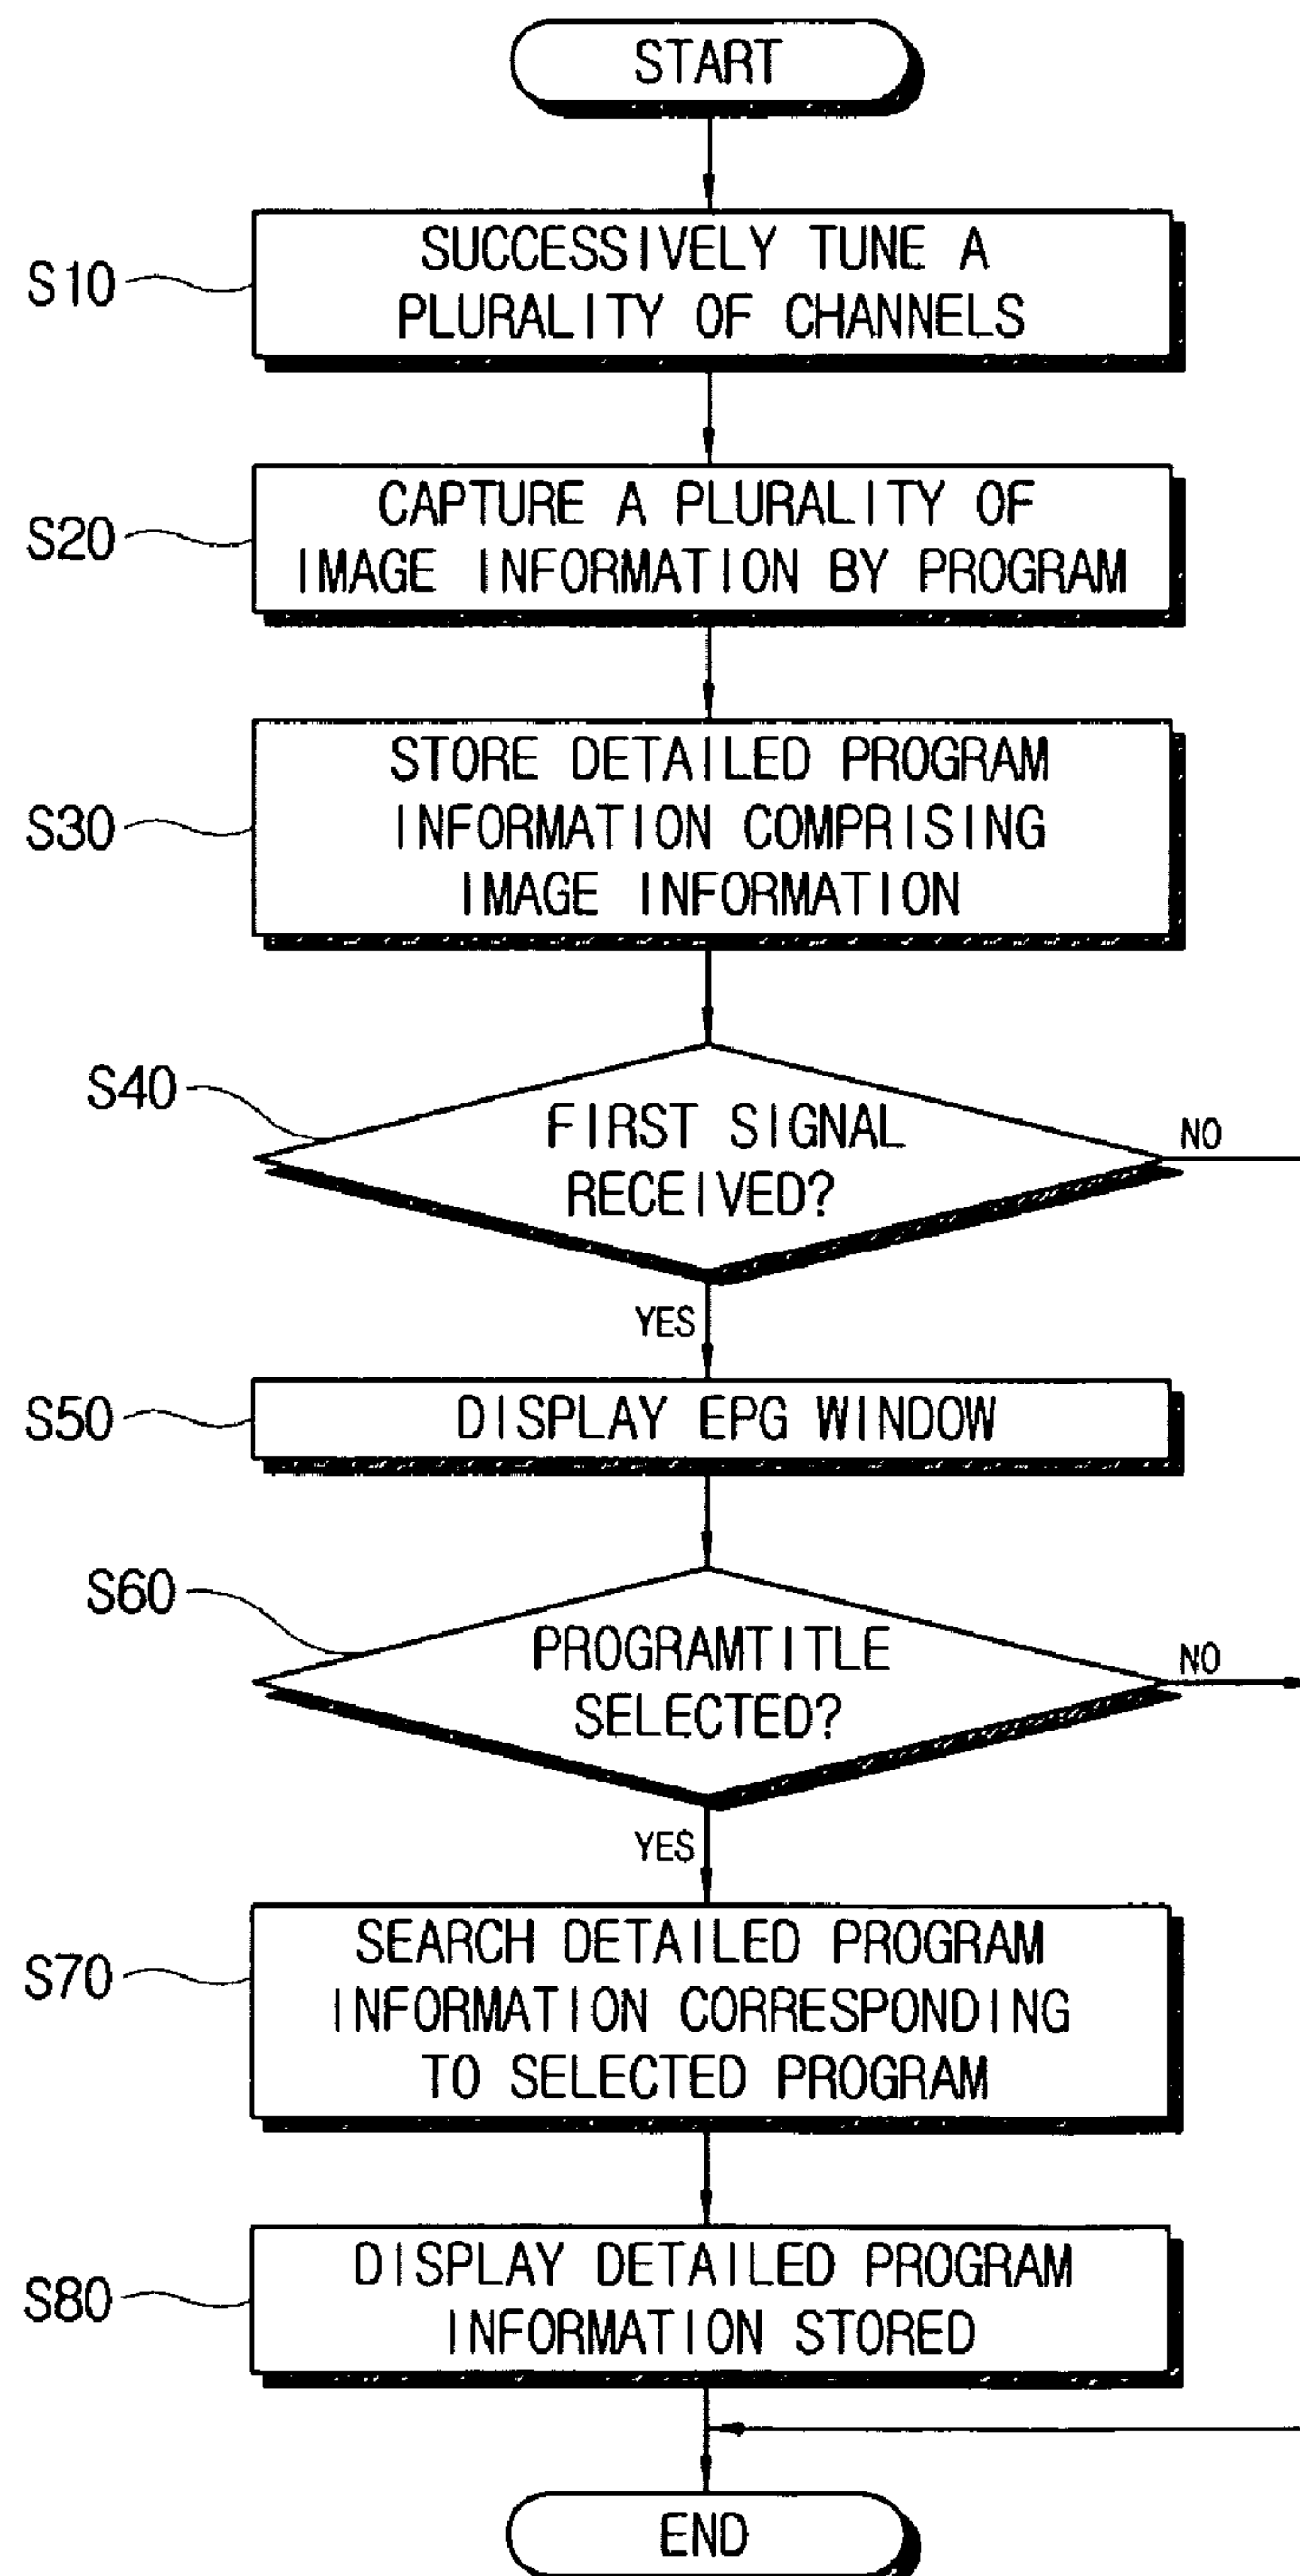 START
S10
SUCCESSIVELY TUNE A
PLURALITY OF CHANNELS
S20
CAPTURE A PLURALITY OF
IMAGE INFORMATION BY PROGRAM
S30
STORE DETAILED PROGRAM
INFORMATION COMPRISING
IMAGE INFORMATION
S40
FIRST SIGNAL
RECEIVED?
NO
YES
S50
DISPLAY EPG WINDOW
S60
PROGRAMTITLE
SELECTED?
NO
YES
S70
SEARCH DETAILED PROGRAM
INFORMATION CORRESPONDING
TO SELECTED PROGRAM
S80
DISPLAY DETAILED PROGRAM
INFORMATION STORED
END